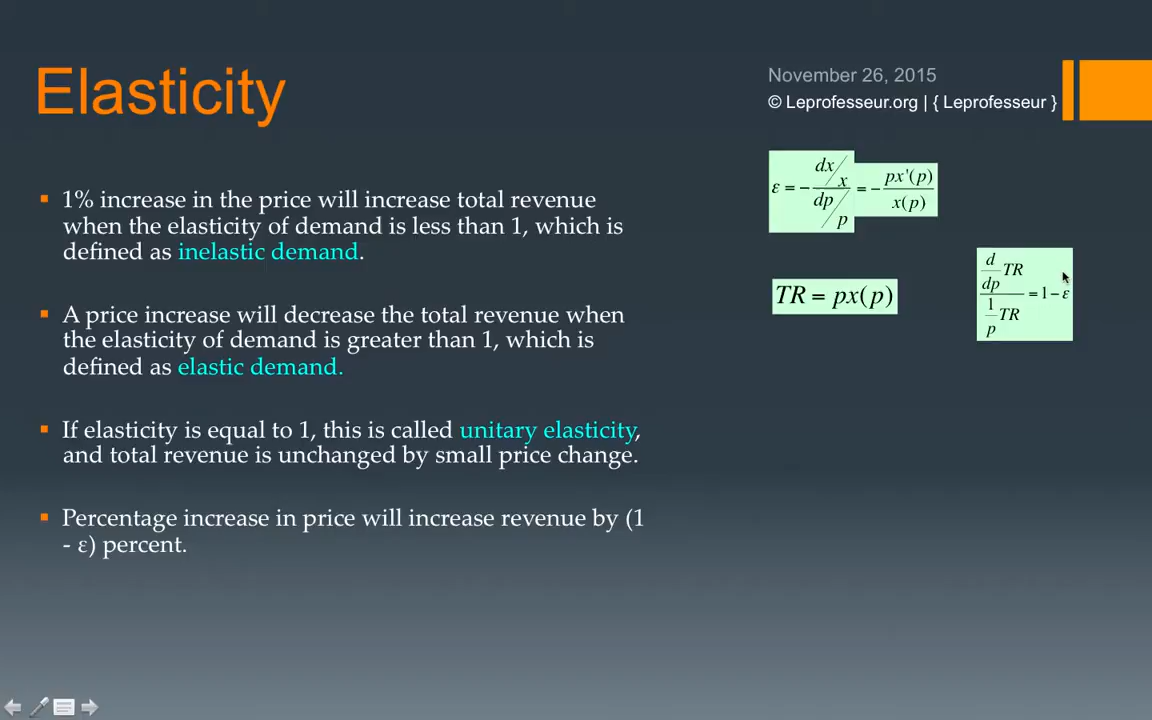 Elasticity
November 26, 2015
© Leprofesseur.org | { Leprofesseur }
▪ 1% increase in the price will increase total revenue
when the elasticity of demand is less than 1, which is
defined as inelastic demand.
▪ A price increase will decrease the total revenue when
the elasticity of demand is greater than 1, which is
defined as elastic demand.
▪ If elasticity is equal to 1, this is called unitary elasticity,
and total revenue is unchanged by small price change.
▪ Percentage increase in price will increase revenue by (1
- ε) percent.
ε = - (dx/x)/(dp/p) = - px'(p)/x(p)
TR = px(p)
(d/dp TR)/(1/p TR) = 1 - ε